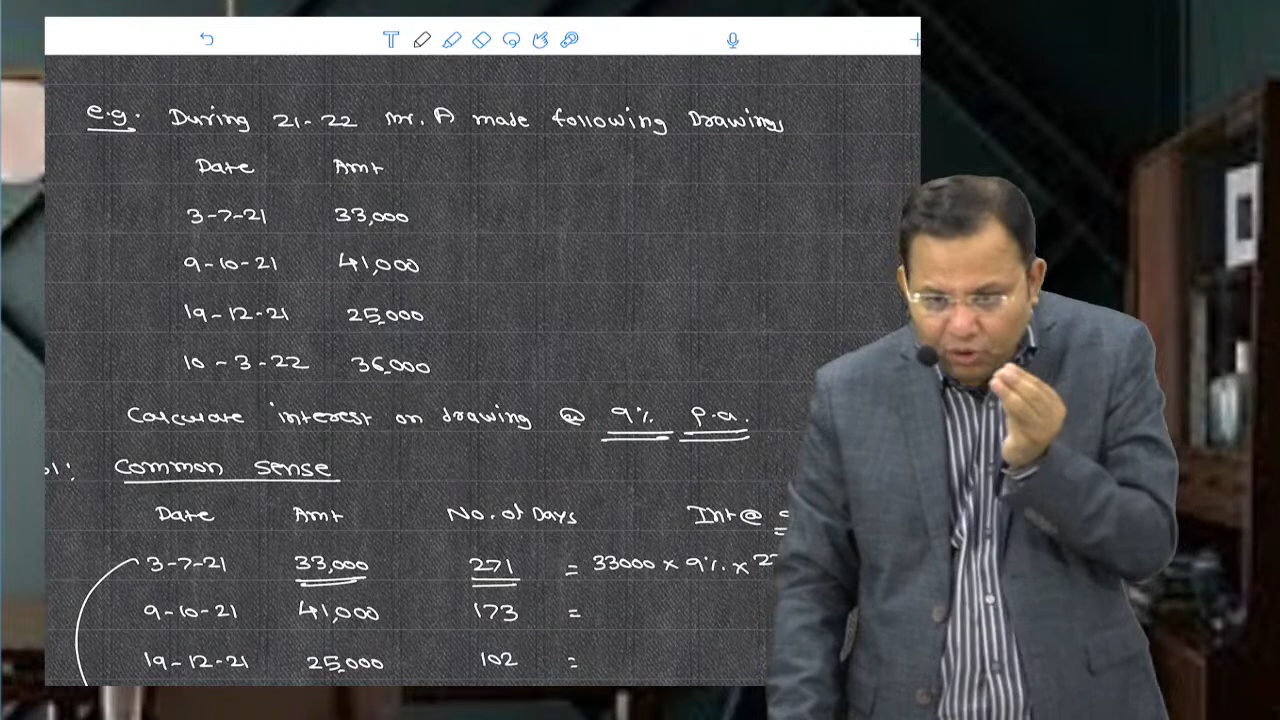 e.g. During 21-22 Mr. A made following Drawings
Date Amt
3-7-21 33,000
9-10-21 41,000
19-12-21 25,000
10-3-22 36,000
Calculate interest on drawing @ 9% p.a.
Common Sense
Date Amt No. of Days Int @
3-7-21 33,000 271 = 33000 x 9% x
9-10-21 41,000 173 =
19-12-21 25,000 102 =